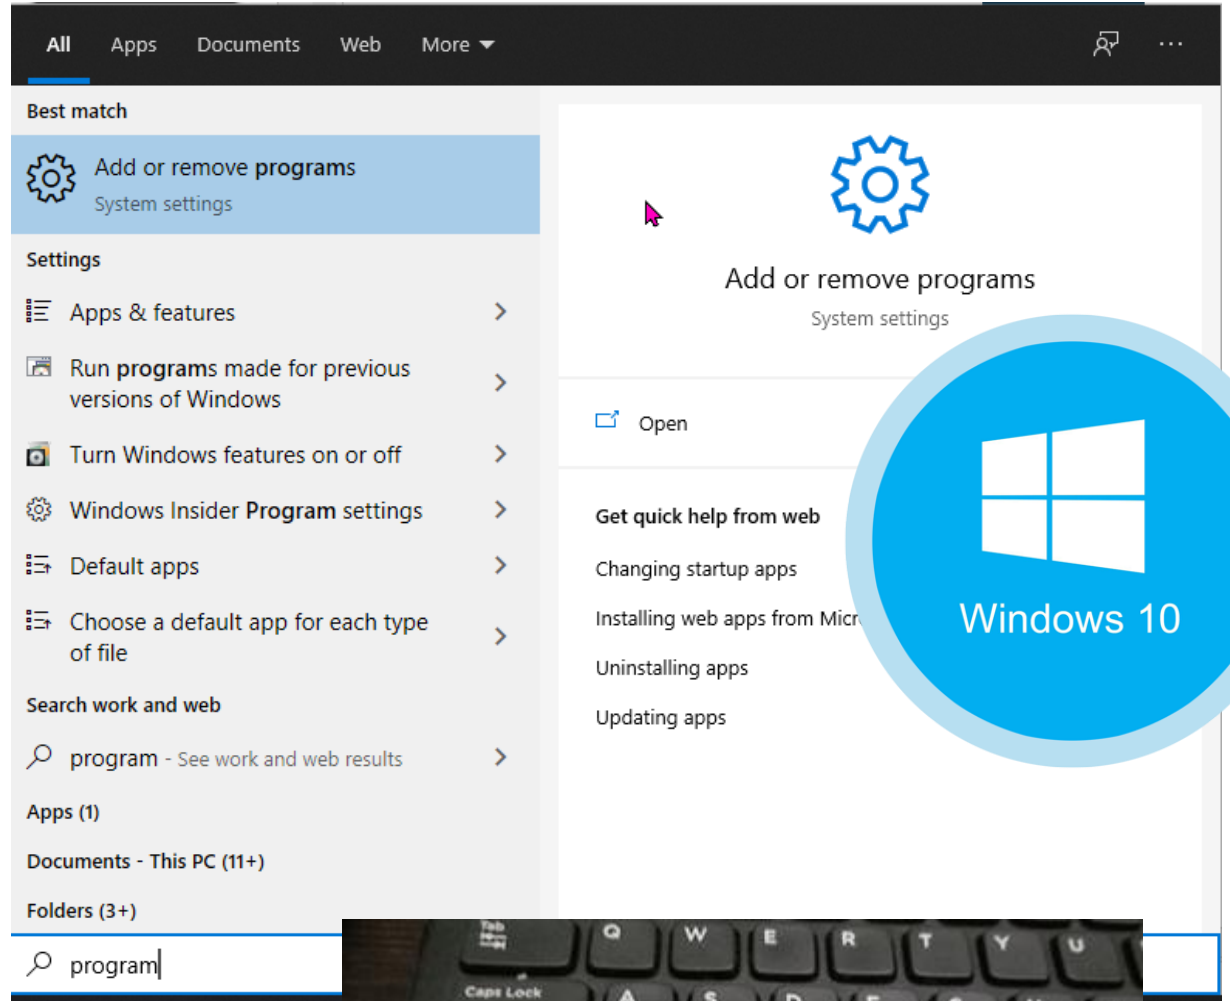 All Apps Documents Web More
Best match
Add or remove programs
System settings
Settings
Apps & features
Run programs made for previous
versions of Windows
Turn Windows features on or off
Windows Insider Program settings
Default apps
Choose a default app for each type
of file
Search work and web
program - See work and web results
Apps (1)
Documents - This PC (11+)
Folders (3+)
program
Add or remove programs
System settings
Open
Get quick help from web
Changing startup apps
Installing web apps from
Uninstalling apps
Updating apps
Windows 10
Tab Q W E R T Y U
Caps Lock A S D